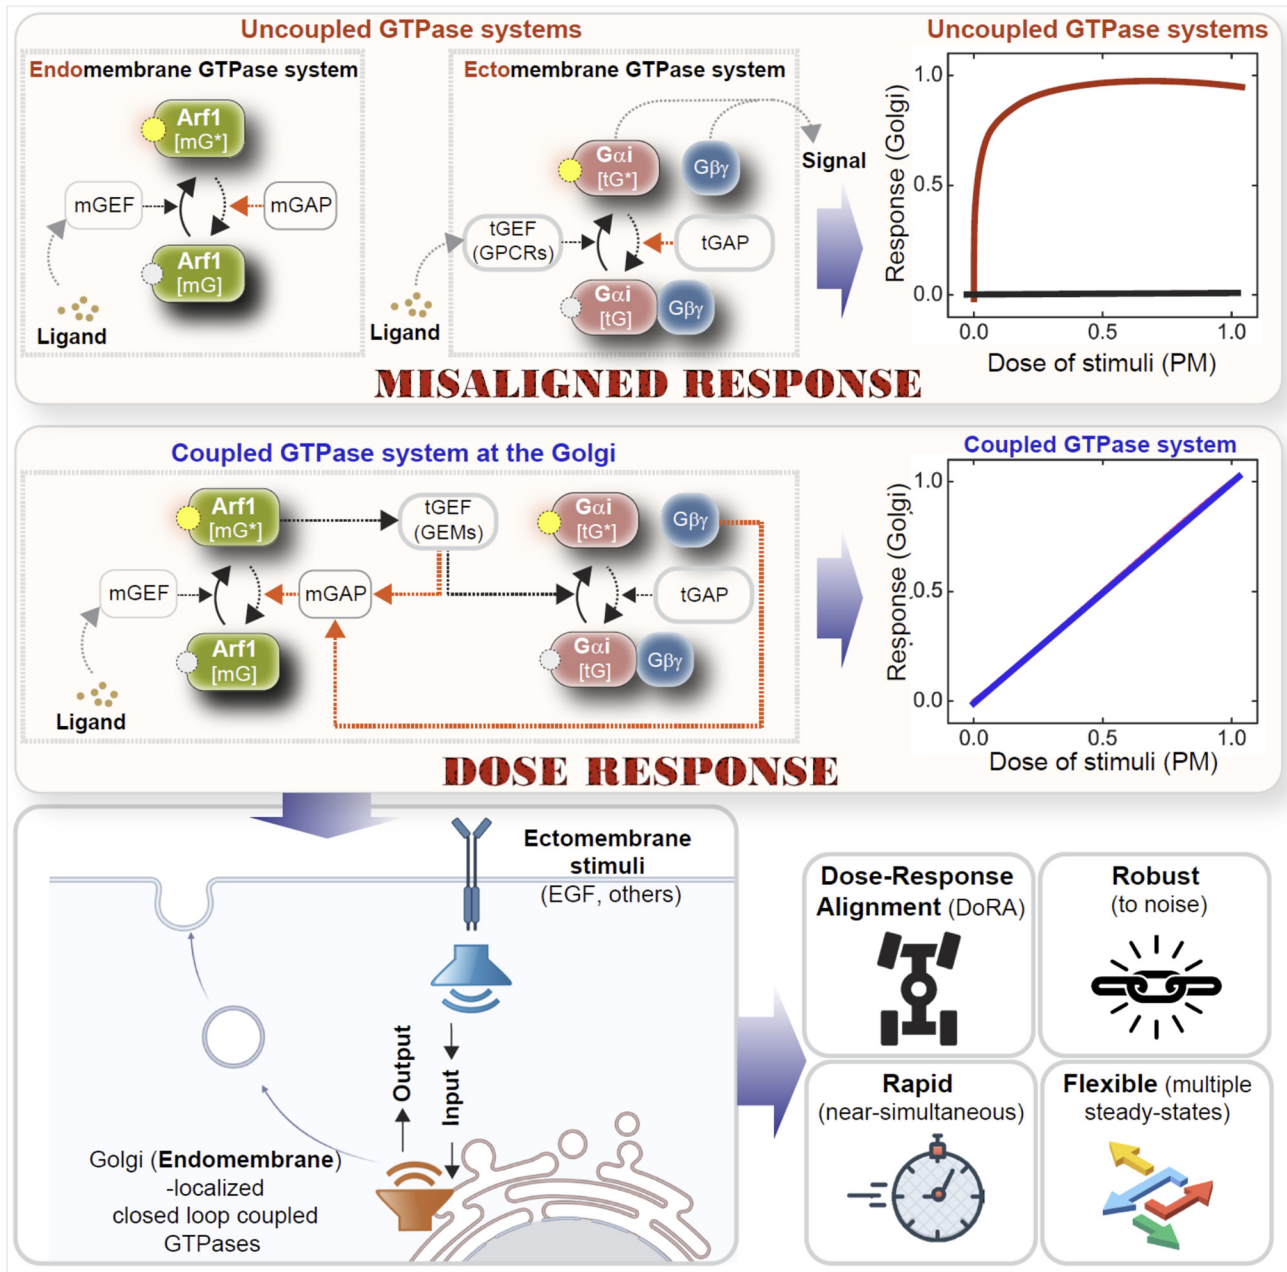 Uncoupled GTPase systems
Endomembrane GTPase system
Arf1
[mG*]
mGEF
mGAP
Arf1
[mG]
Ligand
Ectomembrane GTPase system
Gαi
[tG*]
Gβγ
Signal
tGEF
(GPCRs)
tGAP
Gαi
[tG]
Gβγ
Ligand
Uncoupled GTPase systems
Response (Golgi)
1.0
0.5
0.0
0.0
0.5
1.0
Dose of stimuli (PM)
MISALIGNED RESPONSE
Coupled GTPase system at the Golgi
Arf1
[mG*]
tGEF
(GEMs)
Gαi
[tG*]
Gβγ
mGEF
mGAP
tGAP
Arf1
[mG]
Gαi
[tG]
Gβγ
Ligand
Coupled GTPase system
Response (Golgi)
1.0
0.5
0.0
0.0
0.5
1.0
Dose of stimuli (PM)
DOSE RESPONSE
Ectomembrane
stimuli
(EGF, others)
Output
Input
Golgi (Endomembrane)
-localized
closed loop coupled
GTPases
Dose-Response
Alignment (DoRA)
Robust
(to noise)
Rapid
(near-simultaneous)
Flexible (multiple
steady-states)